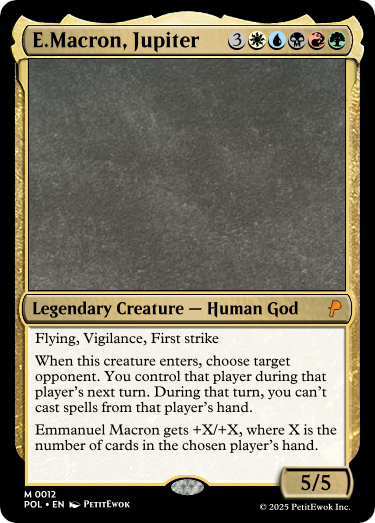 E.Macron, Jupiter 3
Legendary Creature — Human God
Flying, Vigilance, First strike
When this creature enters, choose target
opponent. You control that player during that
player's next turn. During that turn, you can't
cast spells from that player's hand.
Emmanuel Macron gets +X/+X, where X is the
number of cards in the chosen player's hand.
5/5
M 0012
POL • EN PETITEWOK
© 2025 PetitEwok Inc.